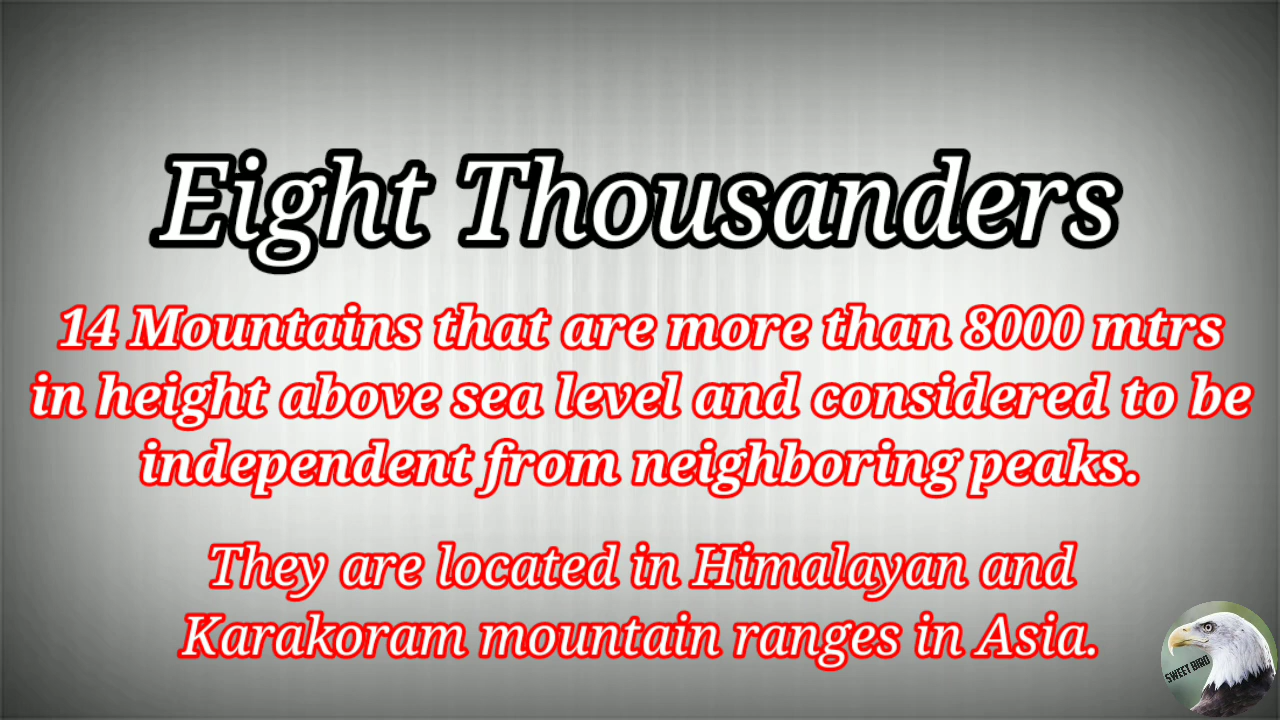 Eight Thousanders
14 Mountains that are more than 8000 mtrs
in height above sea level and considered to be
independent from neighboring peaks.
They are located in Himalayan and
Karakoram mountain ranges in Asia.
SWEET BIRD